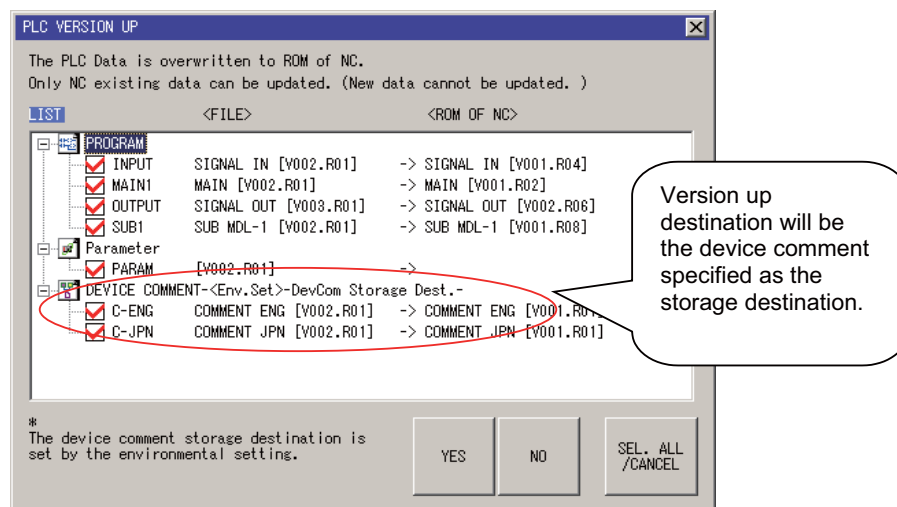 PLC VERSION UP
The PLC Data is overwritten to ROM of NC.
Only NC existing data can be updated. (New data cannot be updated. )
LIST <FILE> <ROM OF NC>
PROGRAM
INPUT SIGNAL IN [V002.R01] -> SIGNAL IN [V001.R04]
MAIN1 MAIN [V002.R01] -> MAIN [V001.R02]
OUTPUT SIGNAL OUT [V003.R01] -> SIGNAL OUT [V002.R06]
SUB1 SUB MDL-1 [V002.R01] -> SUB MDL-1 [V001.R08]
Parameter
PARAM [V002.R01] ->
DEVICE COMMENT-<Env.Set>-DevCom Storage Dest.-
C-ENG COMMENT ENG [V002.R01] -> COMMENT ENG [V001.R01]
C-JPN COMMENT JPN [V002.R01] -> COMMENT JPN [V001.R01]
Version up
destination will be
the device comment
specified as the
storage destination.
*
The device comment storage destination is
set by the environmental setting.
YES
NO
SEL. ALL
/CANCEL